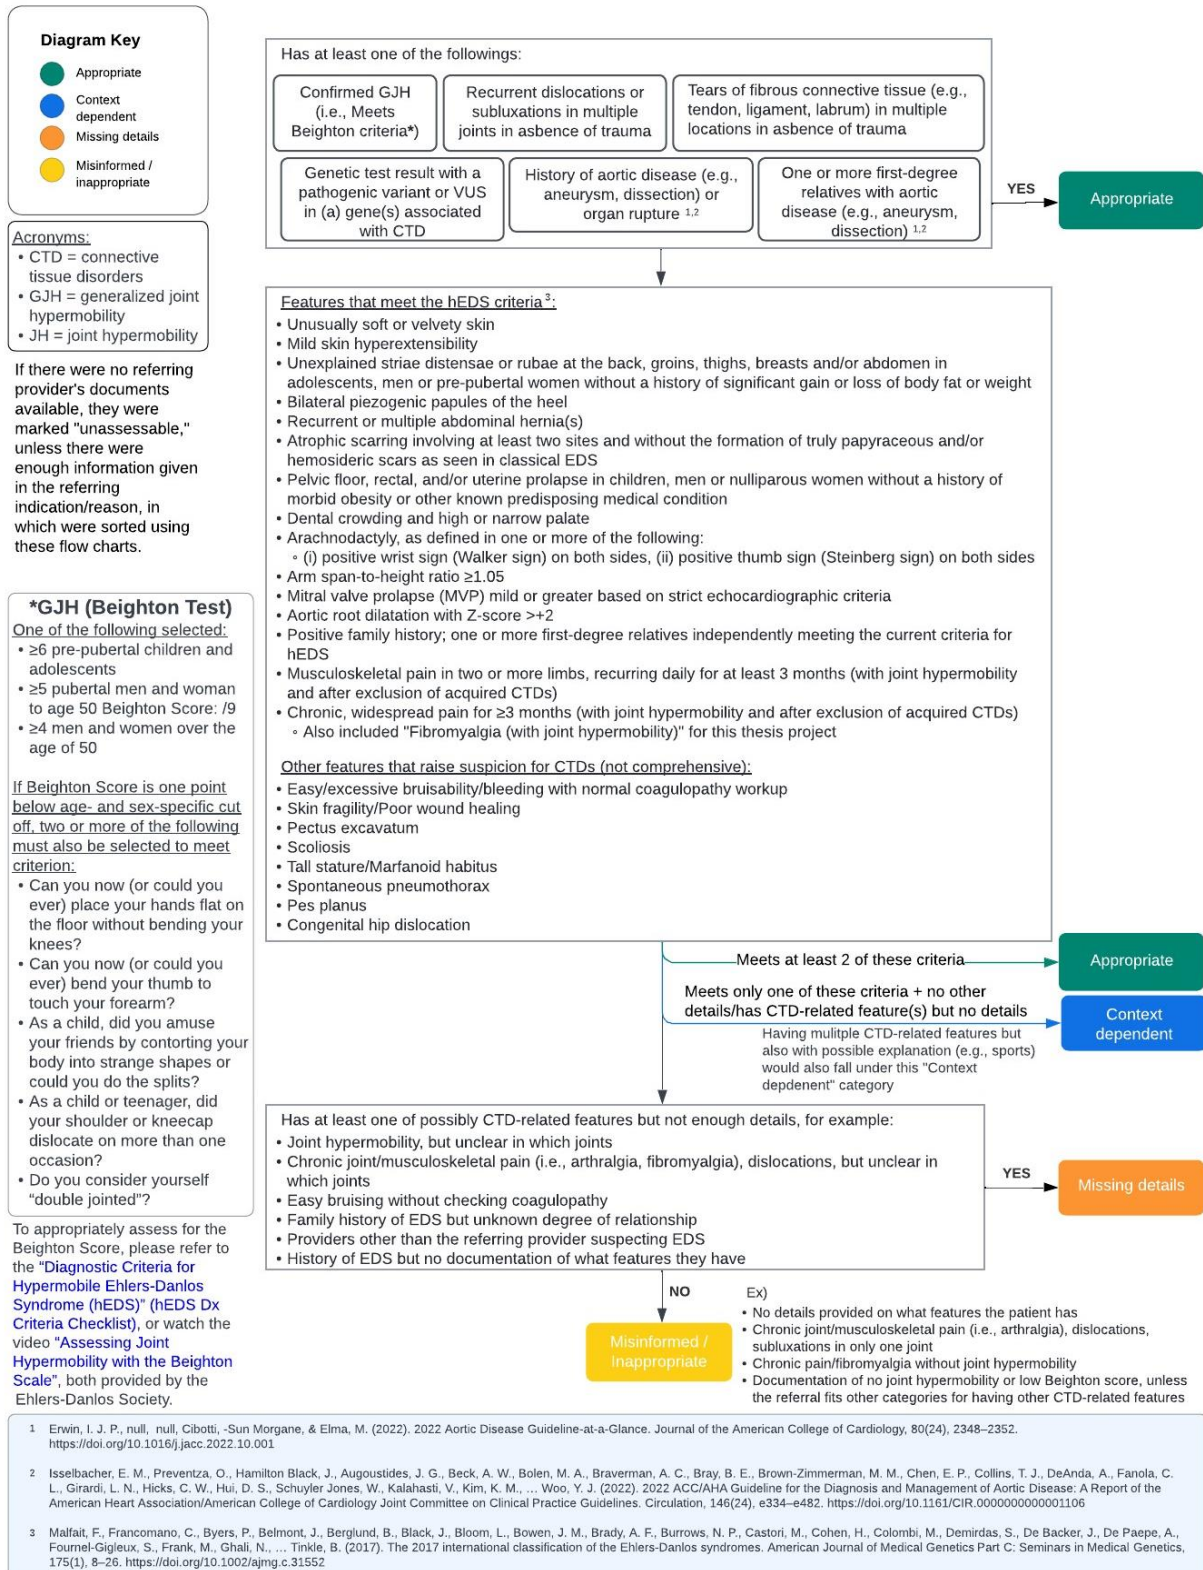 Diagram Key
Appropriate
Context
dependent
Missing details
Misinformed /
inappropriate
Acronyms:
• CTD = connective
tissue disorders
• GJH = generalized joint
hypermobility
• JH = joint hypermobility
If there were no referring
provider's documents
available, they were
marked "unassessable,"
unless there were
enough information given
in the referring
indication/reason, in
which were sorted using
these flow charts.
*GJH (Beighton Test)
One of the following selected:
• ≥6 pre-pubertal children and
adolescents
• ≥5 pubertal men and woman
to age 50 Beighton Score: /9
• ≥4 men and women over the
age of 50
If Beighton Score is one point
below age- and sex-specific cut
off, two or more of the following
must also be selected to meet
criterion:
• Can you now (or could you
ever) place your hands flat on
the floor without bending your
knees?
• Can you now (or could you
ever) bend your thumb to
touch your forearm?
• As a child, did you amuse
your friends by contorting your
body into strange shapes or
could you do the splits?
• As a child or teenager, did
your shoulder or kneecap
dislocate on more than one
occasion?
• Do you consider yourself
“double jointed”?
To appropriately assess for the
Beighton Score, please refer to
the “Diagnostic Criteria for
Hypermobile Ehlers-Danlos
Syndrome (hEDS)” (hEDS Dx
Criteria Checklist), or watch the
video “Assessing Joint
Hypermobility with the Beighton
Scale”, both provided by the
Ehlers-Danlos Society.
Has at least one of the followings:
Confirmed GJH
(i.e., Meets
Beighton criteria*)
Recurrent dislocations or
subluxations in multiple
joints in asbence of trauma
Tears of fibrous connective tissue (e.g.,
tendon, ligament, labrum) in multiple
locations in asbence of trauma
Genetic test result with a
pathogenic variant or VUS
in (a) gene(s) associated
with CTD
History of aortic disease (e.g.,
aneurysm, dissection) or
organ rupture 1,2
One or more first-degree
relatives with aortic
disease (e.g., aneurysm,
dissection) 1,2
YES
Appropriate
Features that meet the hEDS criteria 3:
• Unusually soft or velvety skin
• Mild skin hyperextensibility
• Unexplained striae distensae or rubae at the back, groins, thighs, breasts and/or abdomen in
adolescents, men or pre-pubertal women without a history of significant gain or loss of body fat or weight
• Bilateral piezogenic papules of the heel
• Recurrent or multiple abdominal hernia(s)
• Atrophic scarring involving at least two sites and without the formation of truly papyraceous and/or
hemosideric scars as seen in classical EDS
• Pelvic floor, rectal, and/or uterine prolapse in children, men or nulliparous women without a history of
morbid obesity or other known predisposing medical condition
• Dental crowding and high or narrow palate
• Arachnodactyly, as defined in one or more of the following:
◦ (i) positive wrist sign (Walker sign) on both sides, (ii) positive thumb sign (Steinberg sign) on both sides
• Arm span-to-height ratio ≥1.05
• Mitral valve prolapse (MVP) mild or greater based on strict echocardiographic criteria
• Aortic root dilatation with Z-score >+2
• Positive family history; one or more first-degree relatives independently meeting the current criteria for
hEDS
• Musculoskeletal pain in two or more limbs, recurring daily for at least 3 months (with joint hypermobility
and after exclusion of acquired CTDs)
• Chronic, widespread pain for ≥3 months (with joint hypermobility and after exclusion of acquired CTDs)
◦ Also included "Fibromyalgia (with joint hypermobility)" for this thesis project
Other features that raise suspicion for CTDs (not comprehensive):
• Easy/excessive bruisability/bleeding with normal coagulopathy workup
• Skin fragility/Poor wound healing
• Pectus excavatum
• Scoliosis
• Tall stature/Marfanoid habitus
• Spontaneous pneumothorax
• Pes planus
• Congenital hip dislocation
Meets at least 2 of these criteria
Appropriate
Meets only one of these criteria + no other
details/has CTD-related feature(s) but no details
Context
dependent
Having mulitple CTD-related features but
also with possible explanation (e.g., sports)
would also fall under this "Context
depdenent" category
Has at least one of possibly CTD-related features but not enough details, for example:
• Joint hypermobility, but unclear in which joints
• Chronic joint/musculoskeletal pain (i.e., arthralgia, fibromyalgia), dislocations, but unclear in
which joints
• Easy bruising without checking coagulopathy
• Family history of EDS but unknown degree of relationship
• Providers other than the referring provider suspecting EDS
• History of EDS but no documentation of what features they have
YES
Missing details
NO
Misinformed /
Inappropriate
Ex)
• No details provided on what features the patient has
• Chronic joint/musculoskeletal pain (i.e., arthralgia), dislocations,
subluxations in only one joint
• Chronic pain/fibromyalgia without joint hypermobility
• Documentation of no joint hypermobility or low Beighton score, unless
the referral fits other categories for having other CTD-related features
1 Erwin, I. J. P., null, null, Cibotti, -Sun Morgane, & Elma, M. (2022). 2022 Aortic Disease Guideline-at-a-Glance. Journal of the American College of Cardiology, 80(24), 2348–2352.
https://doi.org/10.1016/j.jacc.2022.10.001
2 Isselbacher, E. M., Preventza, O., Hamilton Black, J., Augoustides, J. G., Beck, A. W., Bolen, M. A., Braverman, A. C., Bray, B. E., Brown-Zimmerman, M. M., Chen, E. P., Collins, T. J., DeAnda, A., Fanola, C.
L., Girardi, L. N., Hicks, C. W., Hui, D. S., Schuyler Jones, W., Kalahasti, V., Kim, K. M., … Woo, Y. J. (2022). 2022 ACC/AHA Guideline for the Diagnosis and Management of Aortic Disease: A Report of the
American Heart Association/American College of Cardiology Joint Committee on Clinical Practice Guidelines. Circulation, 146(24), e334–e482. https://doi.org/10.1161/CIR.0000000000001106
3 Malfait, F., Francomano, C., Byers, P., Belmont, J., Berglund, B., Black, J., Bloom, L., Bowen, J. M., Brady, A. F., Burrows, N. P., Castori, M., Cohen, H., Colombi, M., Demirdas, S., De Backer, J., De Paepe, A.,
Fournel-Gigleux, S., Frank, M., Ghali, N., … Tinkle, B. (2017). The 2017 international classification of the Ehlers-Danlos syndromes. American Journal of Medical Genetics Part C: Seminars in Medical Genetics,
175(1), 8–26. https://doi.org/10.1002/ajmg.c.31552